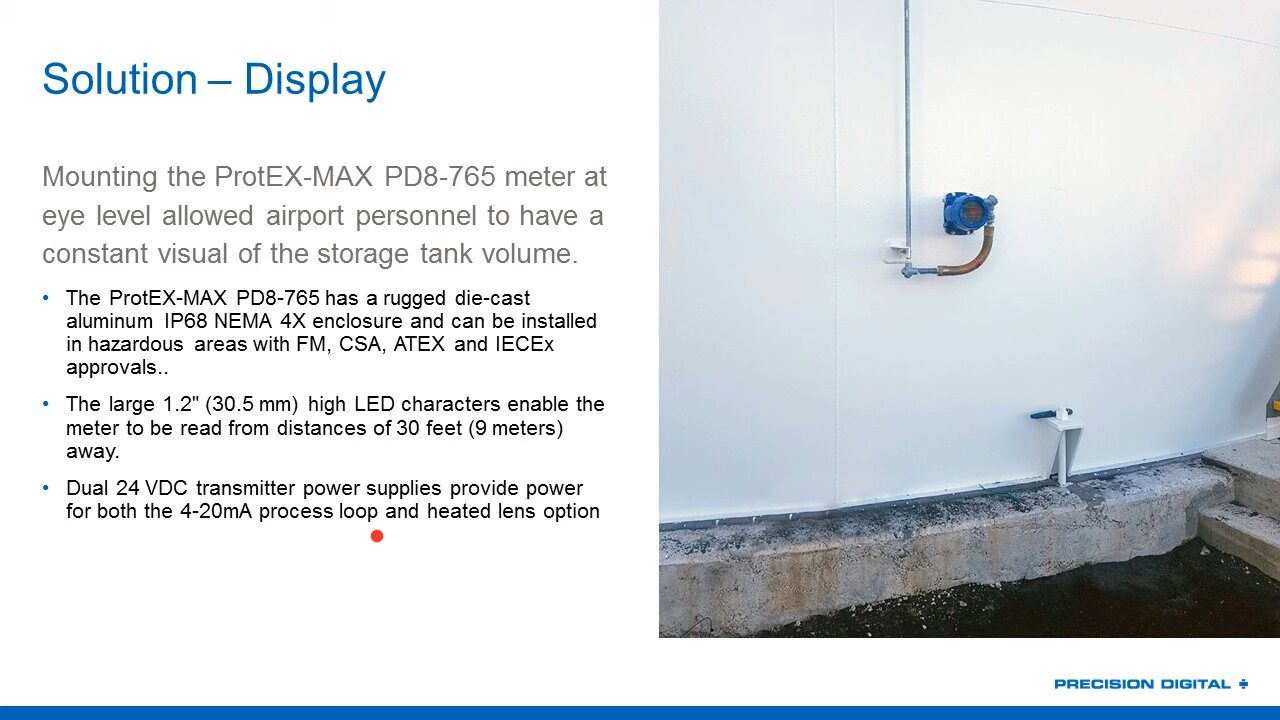 Solution – Display
Mounting the ProtEX-MAX PD8-765 meter at
eye level allowed airport personnel to have a
constant visual of the storage tank volume.
• The ProtEX-MAX PD8-765 has a rugged die-cast
aluminum IP68 NEMA 4X enclosure and can be installed
in hazardous areas with FM, CSA, ATEX and IECEx
approvals..
• The large 1.2" (30.5 mm) high LED characters enable the
meter to be read from distances of 30 feet (9 meters)
away.
• Dual 24 VDC transmitter power supplies provide power
for both the 4-20mA process loop and heated lens option
PRECISION DIGITAL